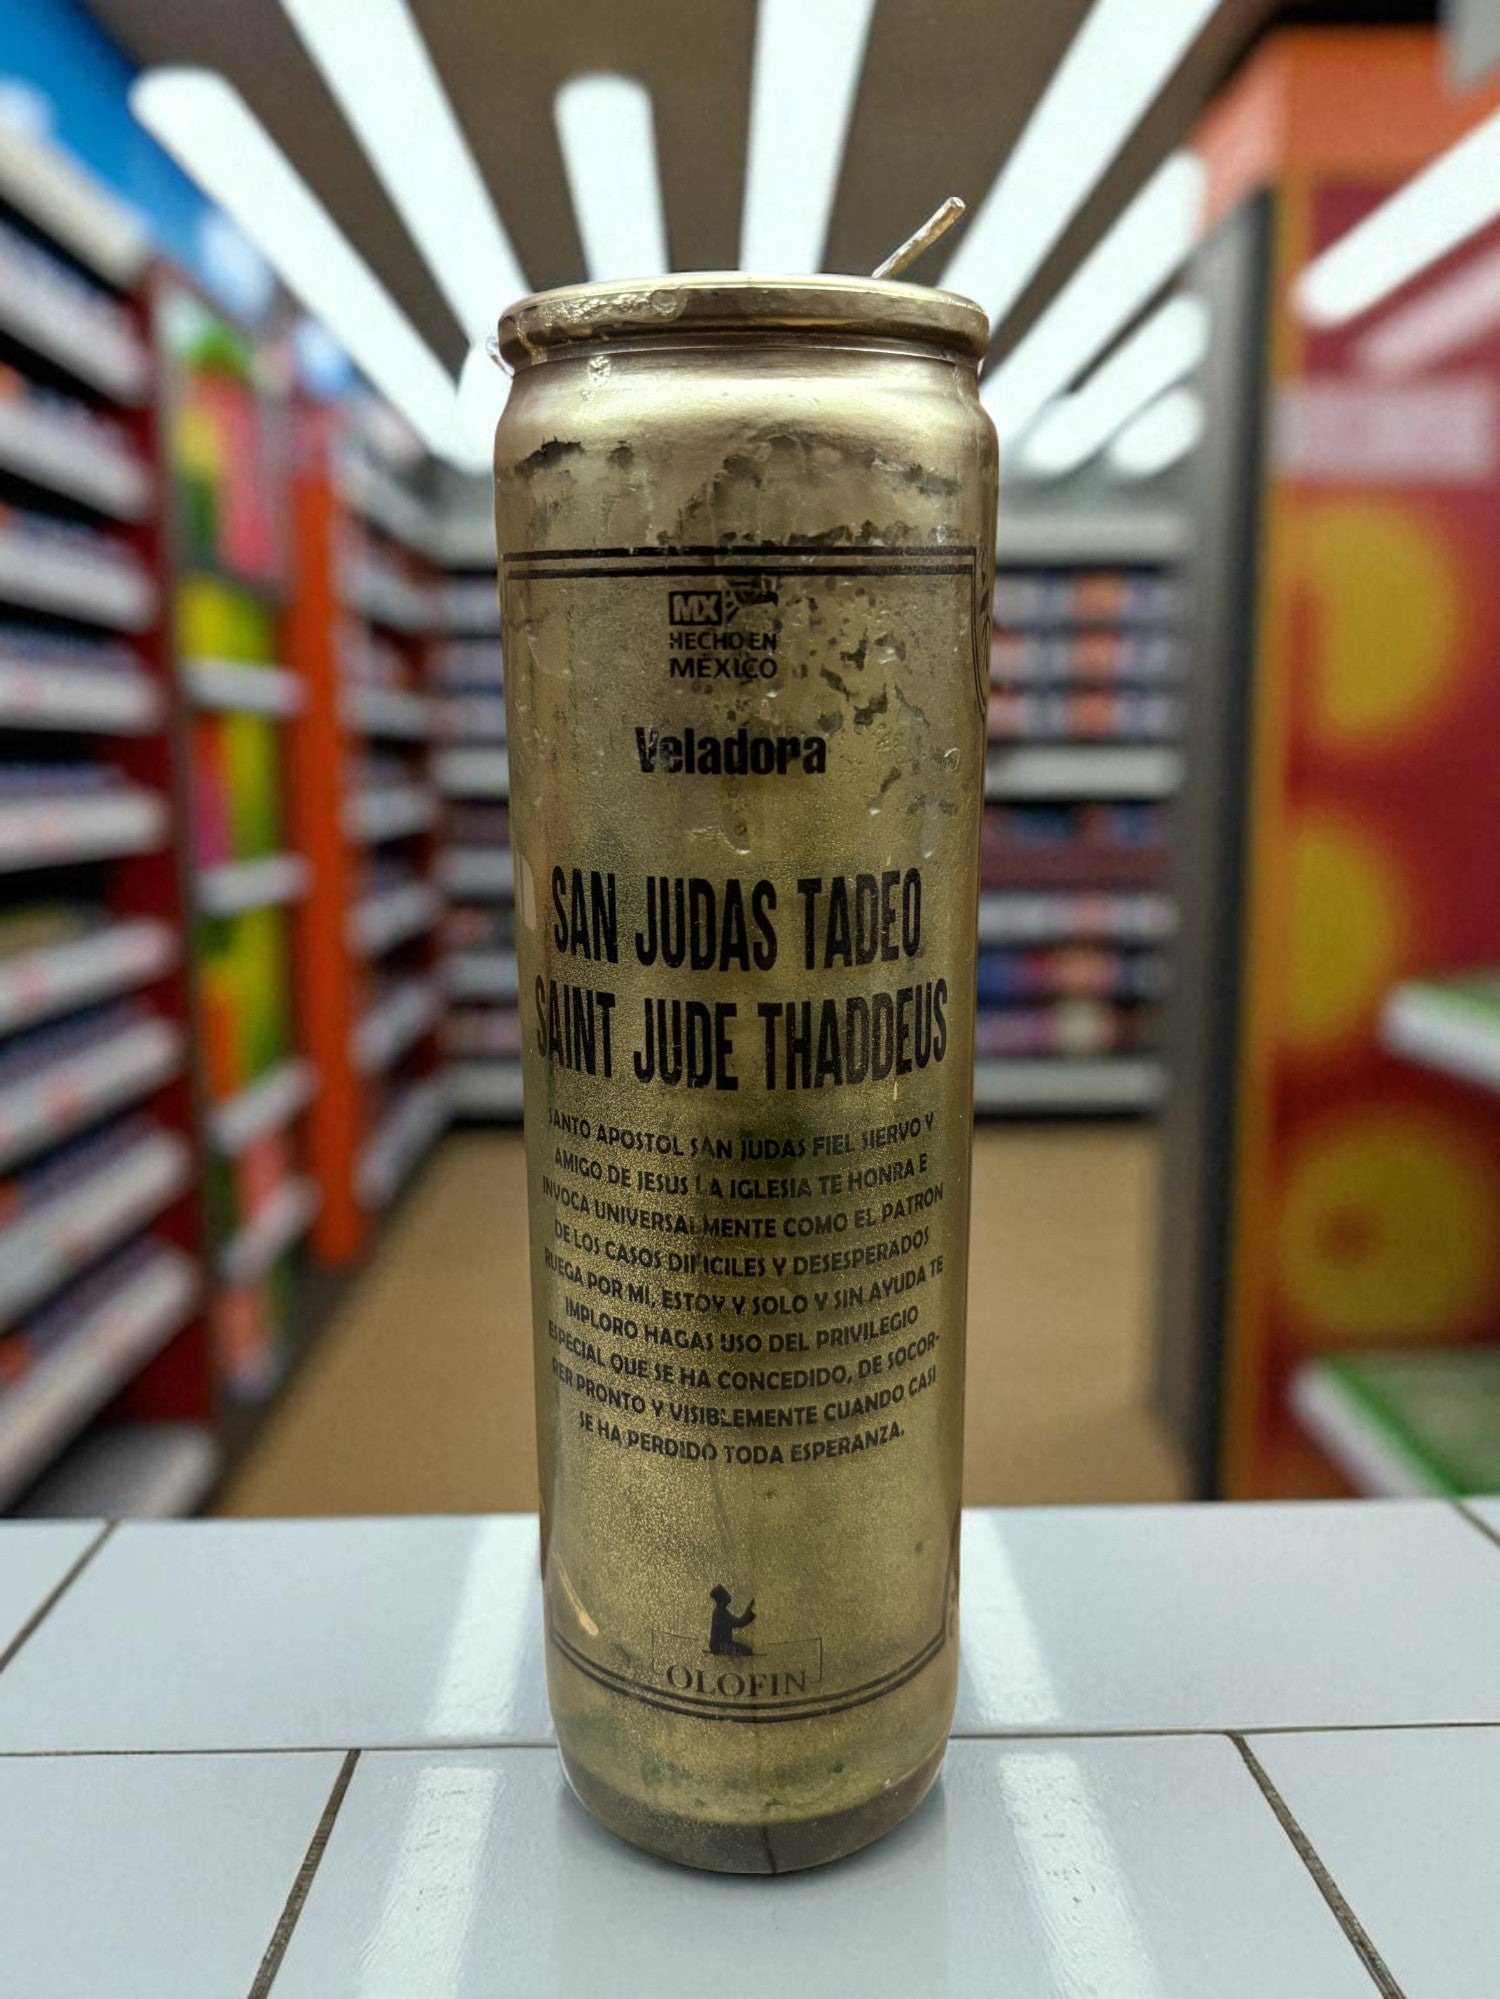 MX
HECHO EN
MÉXICO
Veladora
SAN JUDAS TADEO
SAINT JUDE THADDEUS
SANTO APOSTOL SAN JUDAS FIEL SIERVO Y
AMIGO DE JESUS LA IGLESIA TE HONRA E
INVOCA UNIVERSALMENTE COMO EL PATRON
DE LOS CASOS DIFICILES Y DESESPERADOS
RUEGA POR MI, ESTOY Y SOLO Y SIN AYUDA TE
IMPLORO HAGAS USO DEL PRIVILEGIO
ESPECIAL QUE SE HA CONCEDIDO, DE SOCOR-
RER PRONTO Y VISIBLEMENTE CUANDO CASI
SE HA PERDIDO TODA ESPERANZA.
OLOFIN